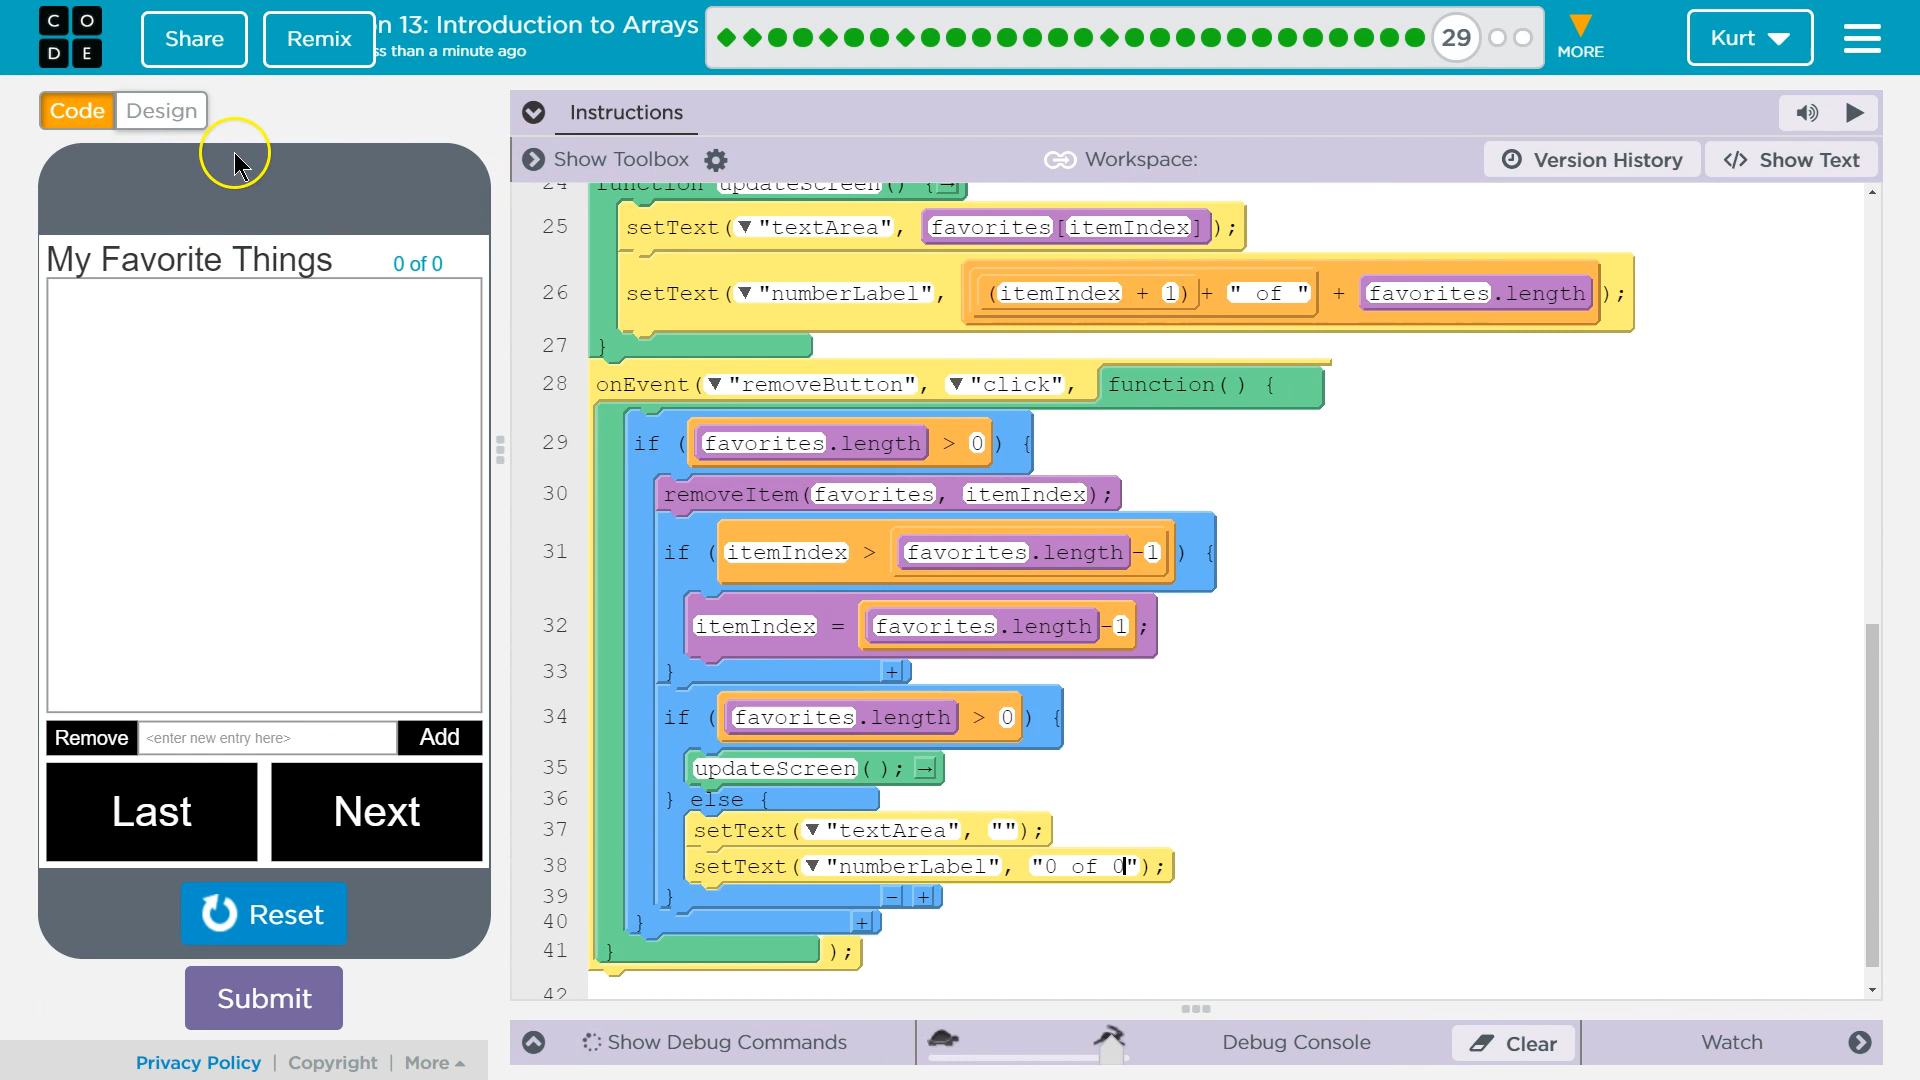 C O
D E
Share
Remix
n 13: Introduction to Arrays
ss than a minute ago
29
MORE
Kurt
Code
Design
Instructions
Show Toolbox
Workspace:
Version History
</> Show Text
My Favorite Things
0 of 0
Remove
<enter new entry here>
Add
Last
Next
Reset
Submit
Privacy Policy | Copyright | More
24 function updateScreen() {
25 setText("textArea", favorites[itemIndex]);
26 setText("numberLabel", (itemIndex + 1) + " of " + favorites.length);
27 }
28 onEvent("removeButton", "click", function() {
29 if (favorites.length > 0) {
30 removeItem(favorites, itemIndex);
31 if (itemIndex > favorites.length-1) {
32 itemIndex = favorites.length-1;
33 } +
34 if (favorites.length > 0) {
35 updateScreen(); →
36 } else {
37 setText("textArea", "");
38 setText("numberLabel", "0 of 0");
39 } - +
40 } +
41 });
42
Show Debug Commands
Debug Console
Clear
Watch